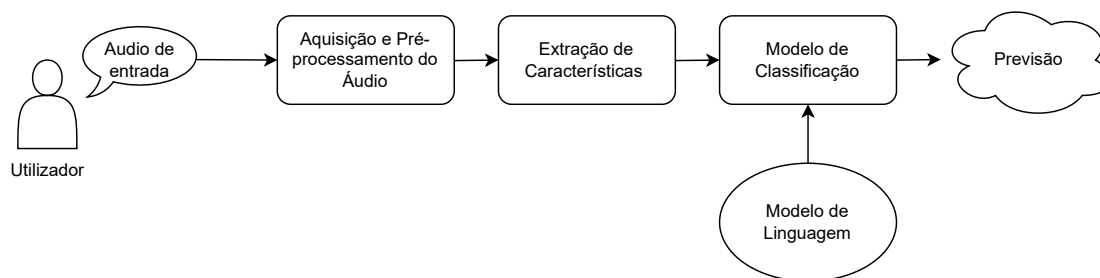 Audio de
entrada
Utilizador
Aquisição e Pré-
processamento do
Áudio
Extração de
Características
Modelo de
Classificação
Previsão
Modelo de
Linguagem